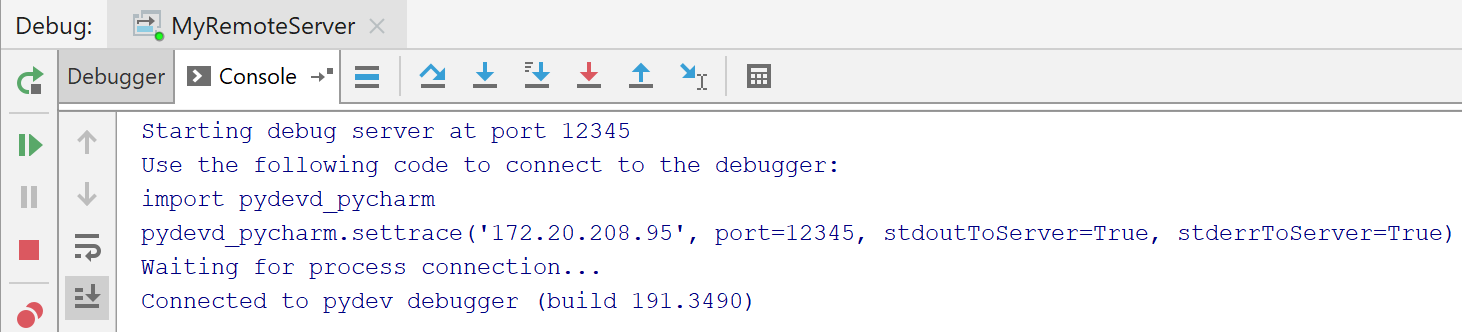 Debug: MyRemoteServer
Debugger Console
Starting debug server at port 12345
Use the following code to connect to the debugger:
import pydevd_pycharm
pydevd_pycharm.settrace('172.20.208.95', port=12345, stdoutToServer=True, stderrToServer=True)
Waiting for process connection...
Connected to pydev debugger (build 191.3490)